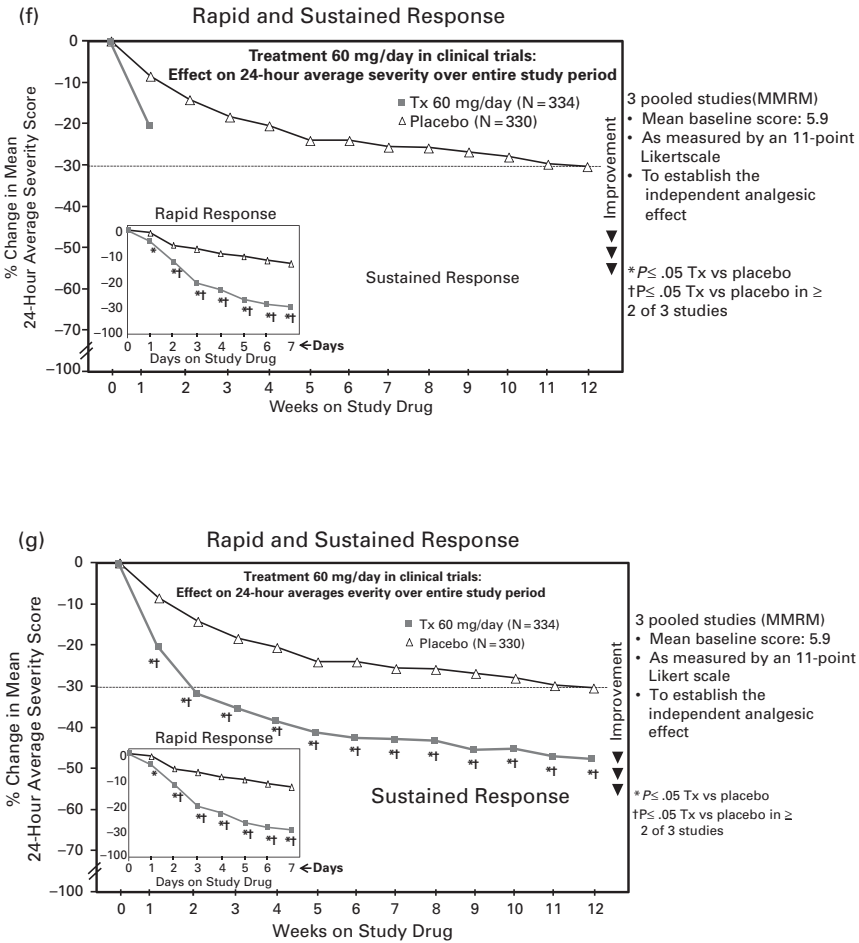 (f)
Rapid and Sustained Response
Treatment 60 mg/day in clinical trials:
Effect on 24-hour average severity over entire study period
Tx 60 mg/day (N = 334)
Placebo (N = 330)
% Change in Mean
24-Hour Average Severity Score
0
−10
−20
−30
−40
−50
−60
−70
−100
Rapid Response
0
−10
−20
−30
−100
0 1 2 3 4 5 6 7
←Days
Days on Study Drug
* *† *† *† *† *† *†
Sustained Response
Improvement
0 1 2 3 4 5 6 7 8 9 10 11 12
Weeks on Study Drug
3 pooled studies(MMRM)
• Mean baseline score: 5.9
• As measured by an 11-point
Likertscale
• To establish the
independent analgesic
effect
*P≤ .05 Tx vs placebo
†P≤ .05 Tx vs placebo in ≥
2 of 3 studies
(g)
Rapid and Sustained Response
Treatment 60 mg/day in clinical trials:
Effect on 24-hour averages everity over entire study period
Tx 60 mg/day (N = 334)
Placebo (N = 330)
% Change in Mean
24-Hour Average Severity Score
0
−10
−20
−30
−40
−50
−60
−70
−100
*† *† *† *† *† *† *† *† *† *† *† *†
Rapid Response
0
−10
−20
−30
−100
0 1 2 3 4 5 6 7
←Days
Days on Study Drug
* *† *† *† *† *† *†
Sustained Response
Improvement
0 1 2 3 4 5 6 7 8 9 10 11 12
Weeks on Study Drug
3 pooled studies (MMRM)
• Mean baseline score: 5.9
• As measured by an 11-point
Likert scale
• To establish the
independent analgesic
effect
* P≤ .05 Tx vs placebo
†P≤ .05 Tx vs placebo in ≥
2 of 3 studies